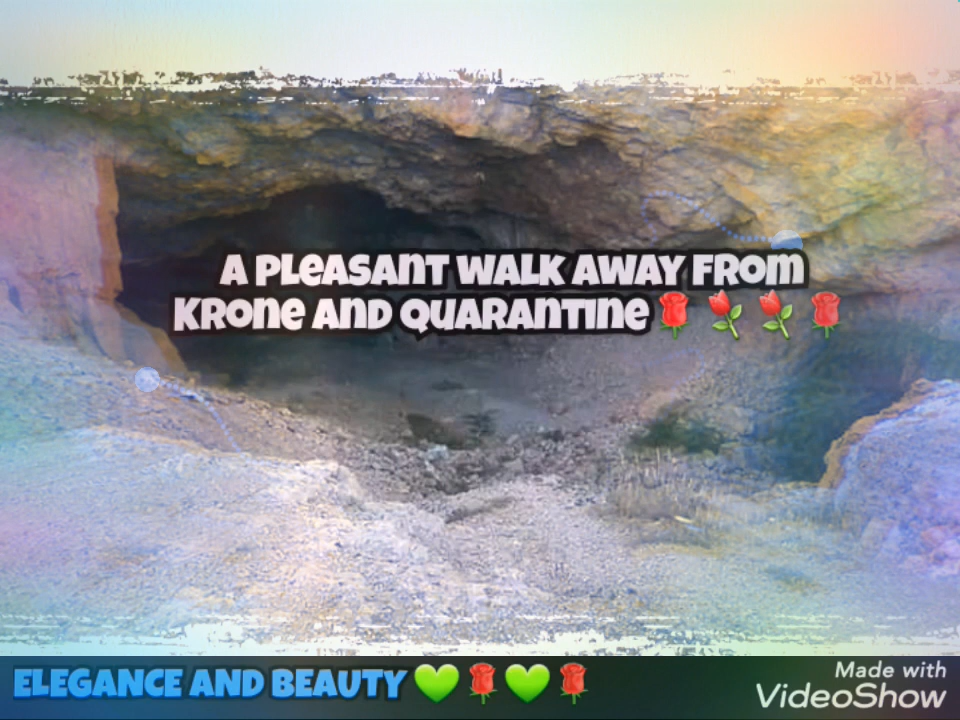 A PLEASANT WALK AWAY FROM
KRONE AND QUARANTINE🌹🌷🌷🌹
ELEGANCE AND BEAUTY💚🌹💚🌹
Made with
VideoShow